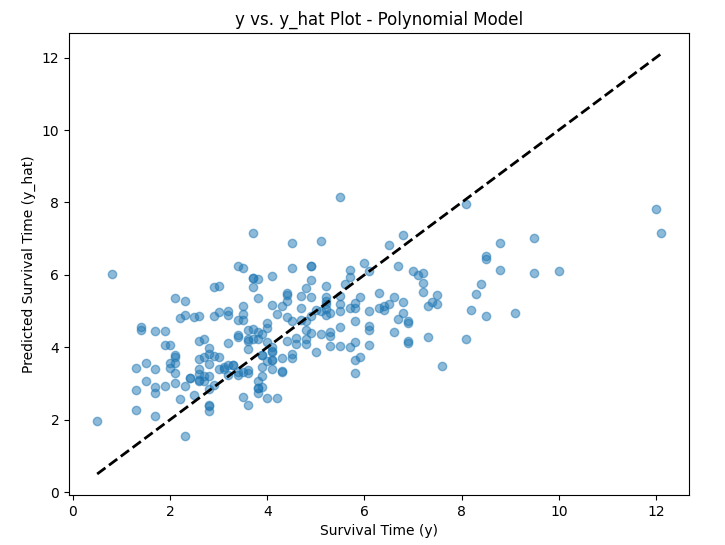 y vs. y_hat Plot - Polynomial Model
12
10
8
6
4
2
0
Predicted Survival Time (y_hat)
0 2 4 6 8 10 12
Survival Time (y)